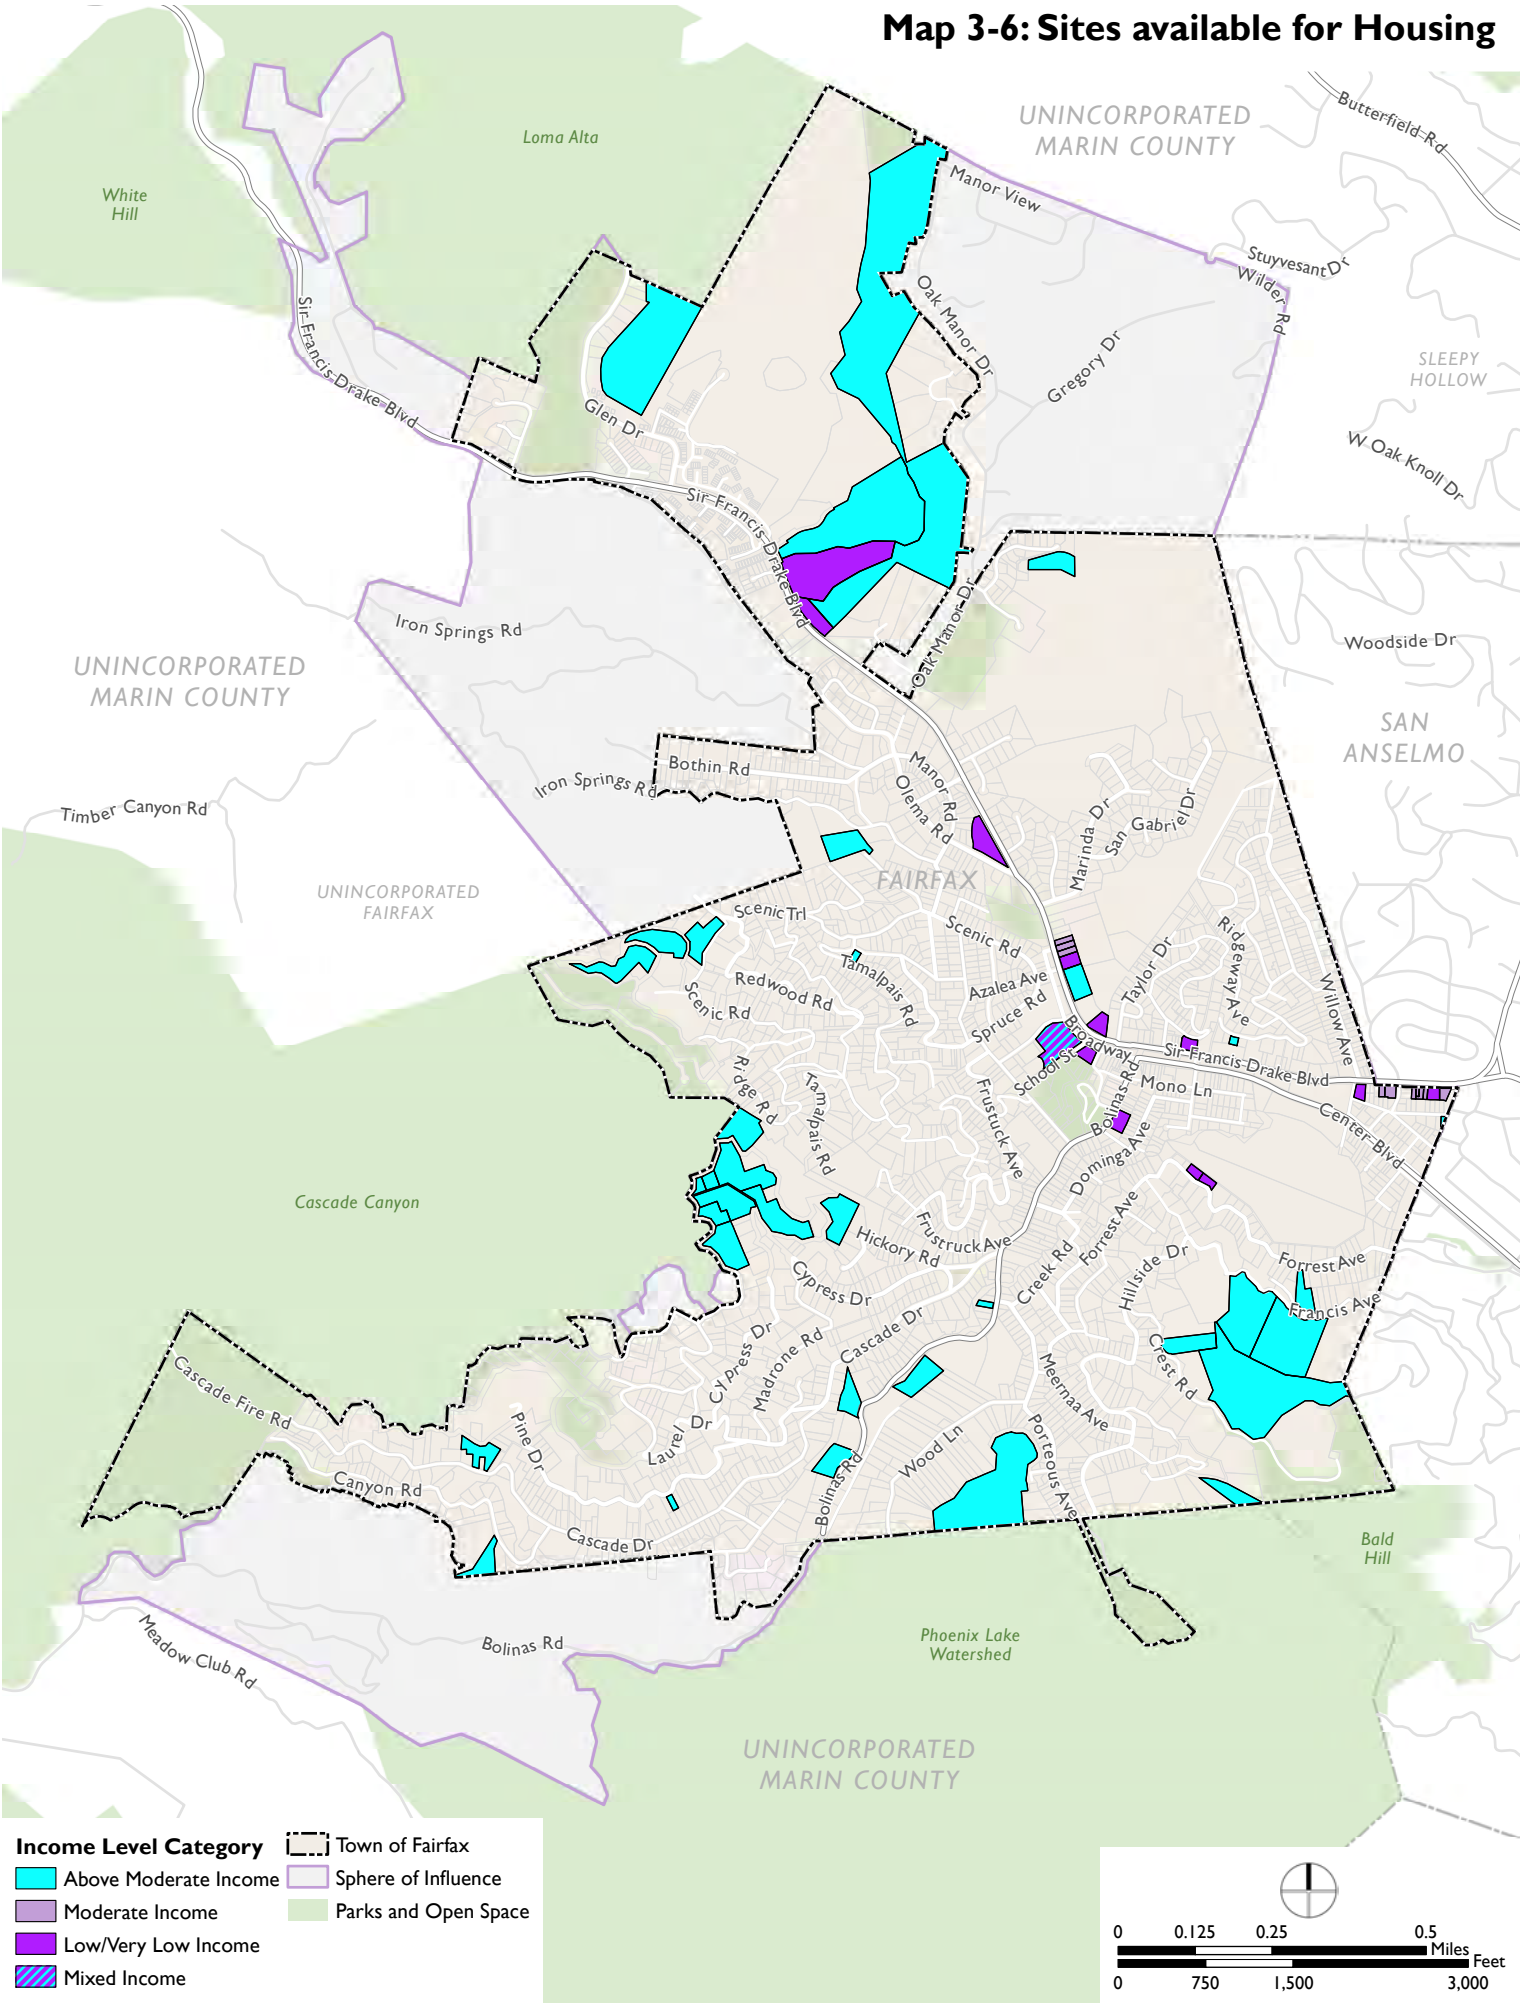 Map 3-6: Sites available for Housing
UNINCORPORATED
MARIN COUNTY
Butterfield Rd
Loma Alta
White
Hill
Manor View
Stuyvesant Dr
Wilder Rd
Sir Francis Drake Blvd
Oak Manor Dr
Gregory Dr
SLEEPY
HOLLOW
Glen Dr
W Oak Knoll Dr
Sir Francis Drake Blvd
Iron Springs Rd
Oak Manor Dr
Woodside Dr
UNINCORPORATED
MARIN COUNTY
SAN
ANSELMO
Bothin Rd
Iron Springs Rd
Manor Rd
Olema Rd
Timber Canyon Rd
Marinda Dr
San Gabriel Dr
FAIRFAX
UNINCORPORATED
FAIRFAX
Scenic Trl
Scenic Rd
Ridgeway Ave
Taylor Dr
Tamalpais Rd
Redwood Rd
Azalea Ave
Willow Ave
Scenic Rd
Spruce Rd
Broadway
School St
Sir Francis Drake Blvd
Ridge Rd
Tamalpais Rd
Mono Ln
Bolinas Rd
Frustuck Ave
Center Blvd
Dominga Ave
Cascade Canyon
Forrest Ave
Frustruck Ave
Hickory Rd
Creek Rd
Hillside Dr
Forrest Ave
Cypress Dr
Francis Ave
Cascade Dr
Cypress Dr
Madrone Rd
Crest Rd
Meernaa Ave
Cascade Fire Rd
Pine Dr
Laurel Dr
Wood Ln
Porteous Ave
Bolinas Rd
Canyon Rd
Cascade Dr
Bald
Hill
Meadow Club Rd
Bolinas Rd
Phoenix Lake
Watershed
UNINCORPORATED
MARIN COUNTY
Income Level Category
Above Moderate Income
Moderate Income
Low/Very Low Income
Mixed Income
Town of Fairfax
Sphere of Influence
Parks and Open Space
0 0.125 0.25 0.5
Miles
Feet
0 750 1,500 3,000